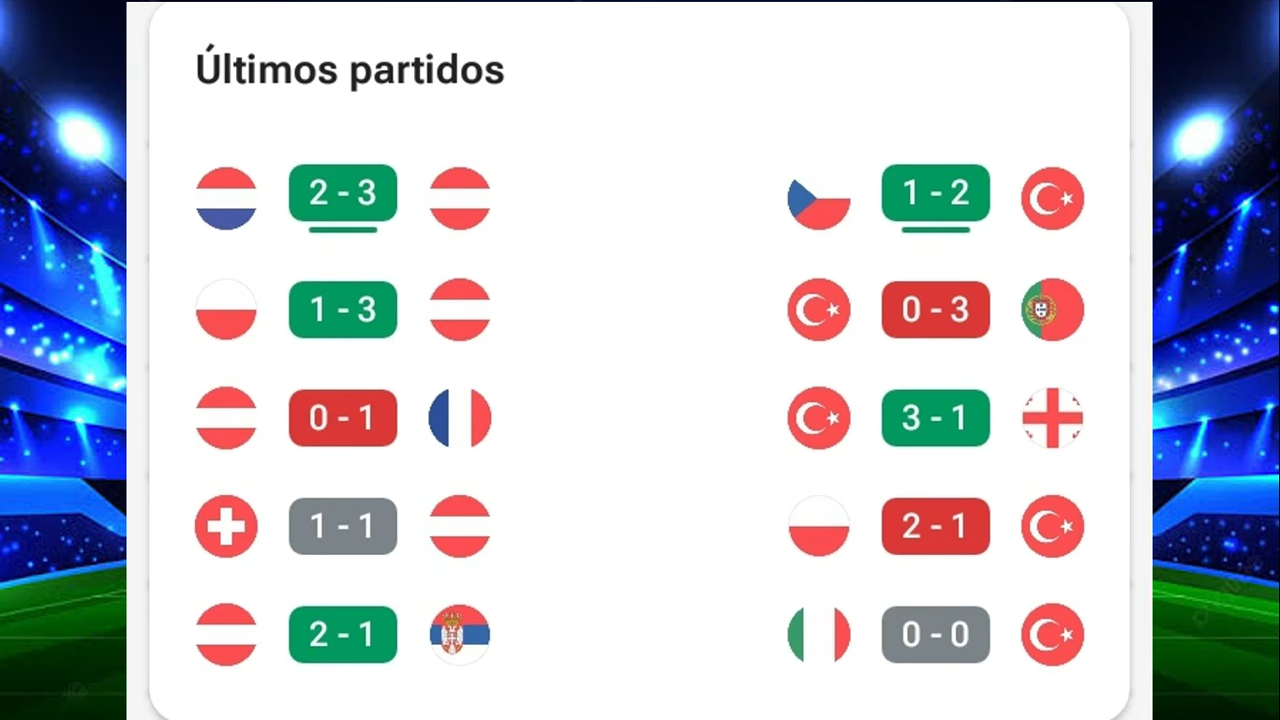 Últimos partidos
2 - 3
1 - 2
1 - 3
0 - 3
0 - 1
3 - 1
1 - 1
2 - 1
2 - 1
0 - 0